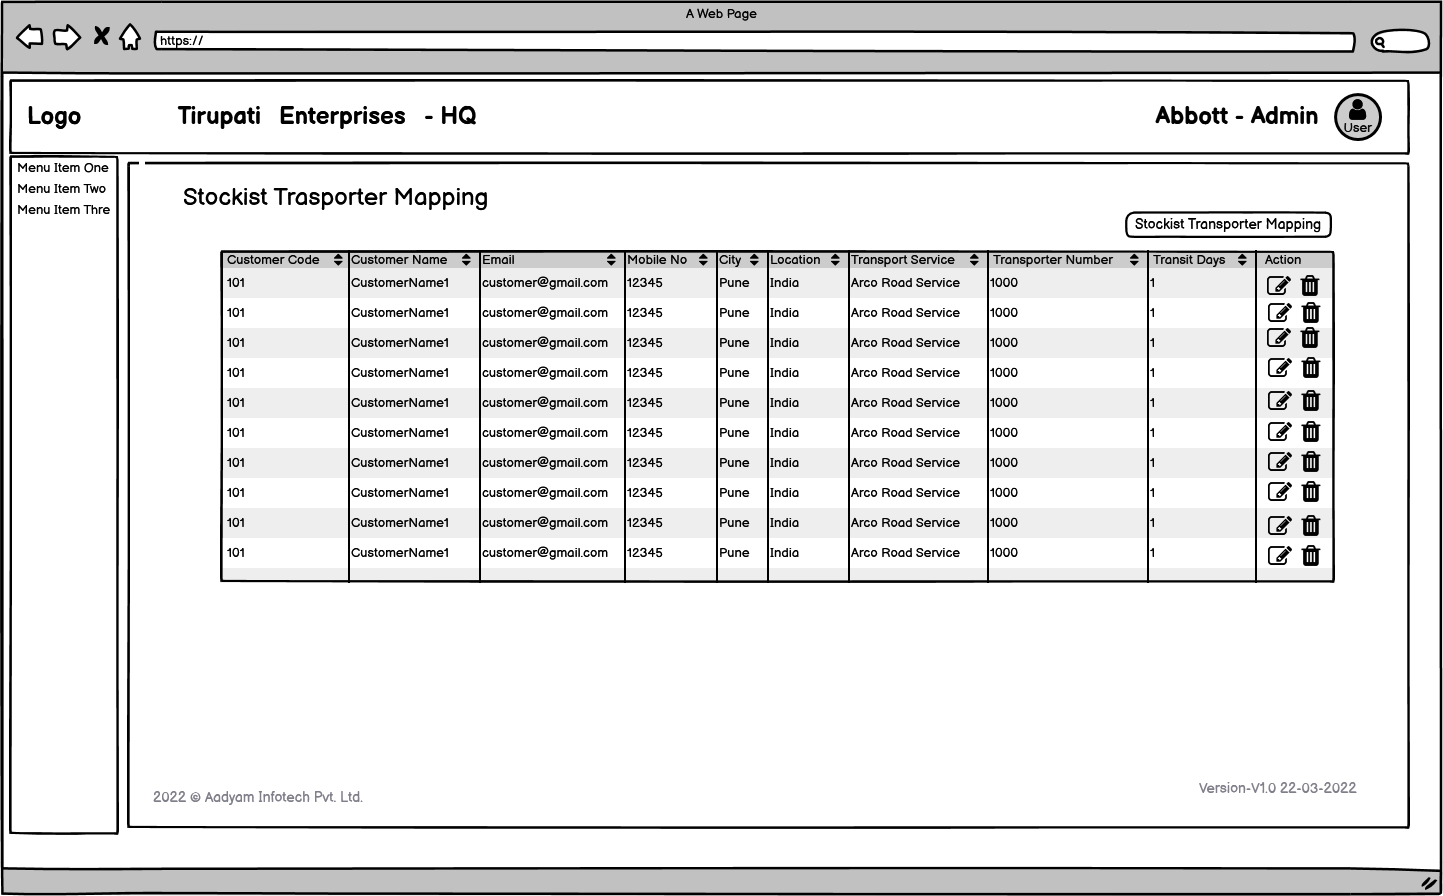 A Web Page
https://
Logo
Tirupati Enterprises - HQ
Abbott - Admin
User
Menu Item One
Menu Item Two
Menu Item Thre
Stockist Trasporter Mapping
Stockist Transporter Mapping
Customer Code Customer Name Email Mobile No City Location Transport Service Transporter Number Transit Days Action
101 CustomerName1 customer@gmail.com 12345 Pune India Arco Road Service 1000 1
101 CustomerName1 customer@gmail.com 12345 Pune India Arco Road Service 1000 1
101 CustomerName1 customer@gmail.com 12345 Pune India Arco Road Service 1000 1
101 CustomerName1 customer@gmail.com 12345 Pune India Arco Road Service 1000 1
101 CustomerName1 customer@gmail.com 12345 Pune India Arco Road Service 1000 1
101 CustomerName1 customer@gmail.com 12345 Pune India Arco Road Service 1000 1
101 CustomerName1 customer@gmail.com 12345 Pune India Arco Road Service 1000 1
101 CustomerName1 customer@gmail.com 12345 Pune India Arco Road Service 1000 1
101 CustomerName1 customer@gmail.com 12345 Pune India Arco Road Service 1000 1
101 CustomerName1 customer@gmail.com 12345 Pune India Arco Road Service 1000 1
2022 © Aadyam Infotech Pvt. Ltd.
Version-V1.0 22-03-2022